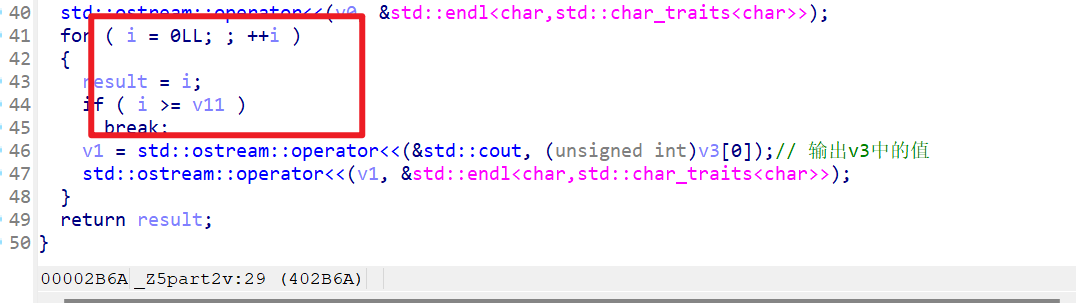 40 std::ostream::operator<<(v0, &std::endl<char,std::char_traits<char>>);
41 for ( i = 0LL; ; ++i )
42 {
43 result = i;
44 if ( i >= v11 )
45 break;
46 v1 = std::ostream::operator<<(&std::cout, (unsigned int)v3[0]);// 输出v3中的值
47 std::ostream::operator<<(v1, &std::endl<char,std::char_traits<char>>);
48 }
49 return result;
50 }
00002B6A _Z5part2v:29 (402B6A)